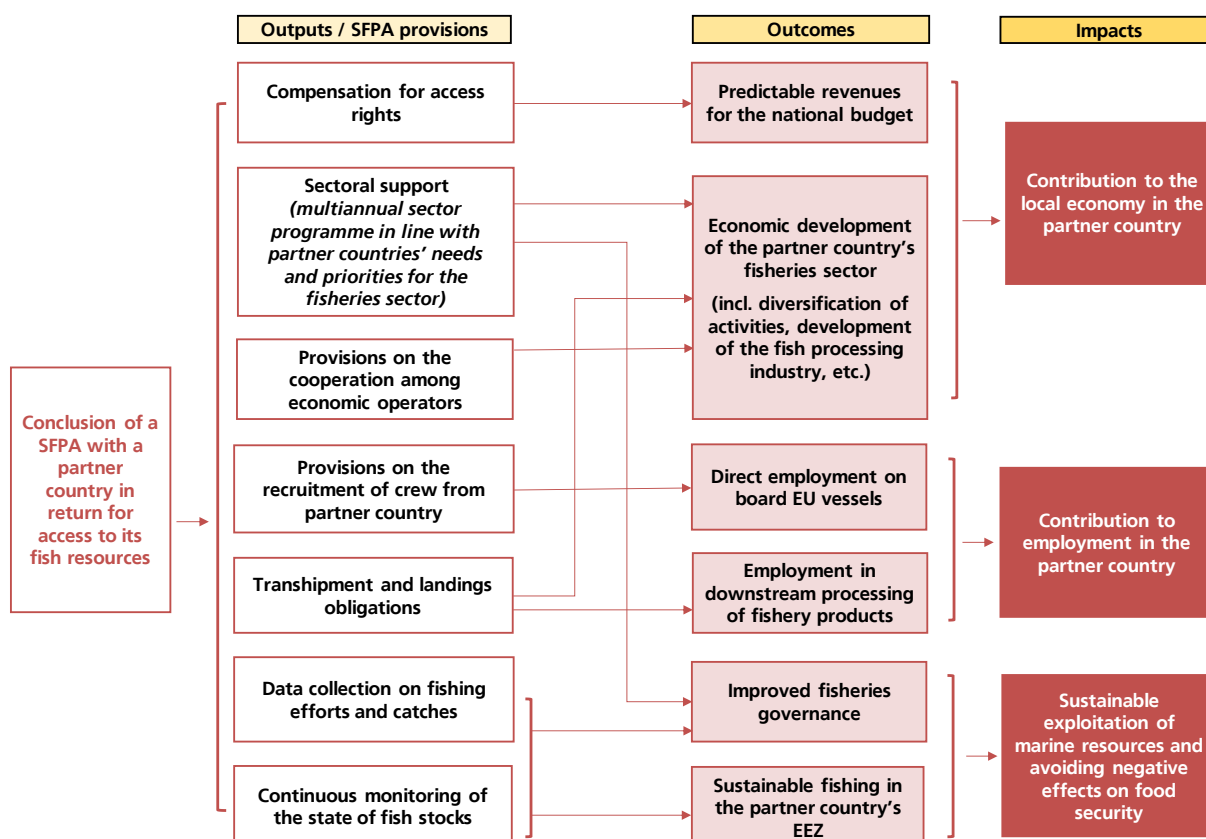 Outputs / SFPA provisions
Outcomes
Impacts
Conclusion of a
SFPA with a
partner
country in
return for
access to its
fish resources
Compensation for access
rights
Sectoral support
(multiannual sector
programme in line with
partner countries' needs
and priorities for the
fisheries sector)
Provisions on the
cooperation among
economic operators
Provisions on the
recruitment of crew from
partner country
Transhipment and landings
obligations
Data collection on fishing
efforts and catches
Continuous monitoring of
the state of fish stocks
Predictable revenues
for the national budget
Economic development
of the partner country's
fisheries sector
(incl. diversification of
activities, development
of the fish processing
industry, etc.)
Direct employment on
board EU vessels
Employment in
downstream processing
of fishery products
Improved fisheries
governance
Sustainable fishing in
the partner country's
EEZ
Contribution to the
local economy in the
partner country
Contribution to
employment in the
partner country
Sustainable
exploitation of
marine resources and
avoiding negative
effects on food
security